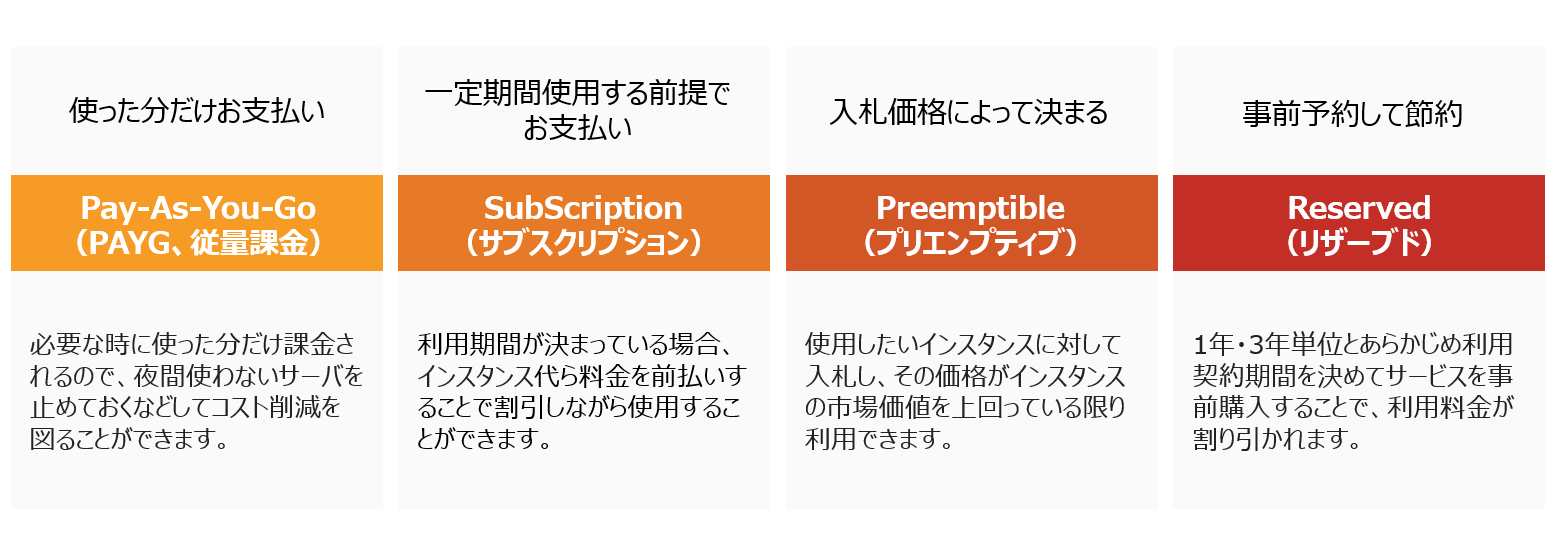 使った分だけお支払い
Pay-As-You-Go
（PAYG、従量課金）
必要な時に使った分だけ課金さ
れるので、夜間使わないサーバを
止めておくなどしてコスト削減を
図ることができます。
一定期間使用する前提で
お支払い
SubScription
（サブスクリプション）
利用期間が決まっている場合、
インスタンス代ら料金を前払いす
ることで割引しながら使用するこ
とができます。
入札価格によって決まる
Preemptible
（プリエンプティブ）
使用したいインスタンスに対して
入札し、その価格がインスタンス
の市場価値を上回っている限り
利用できます。
事前予約して節約
Reserved
（リザーブド）
1年・3年単位とあらかじめ利用
契約期間を決めてサービスを事
前購入することで、利用料金が
割り引かれます。